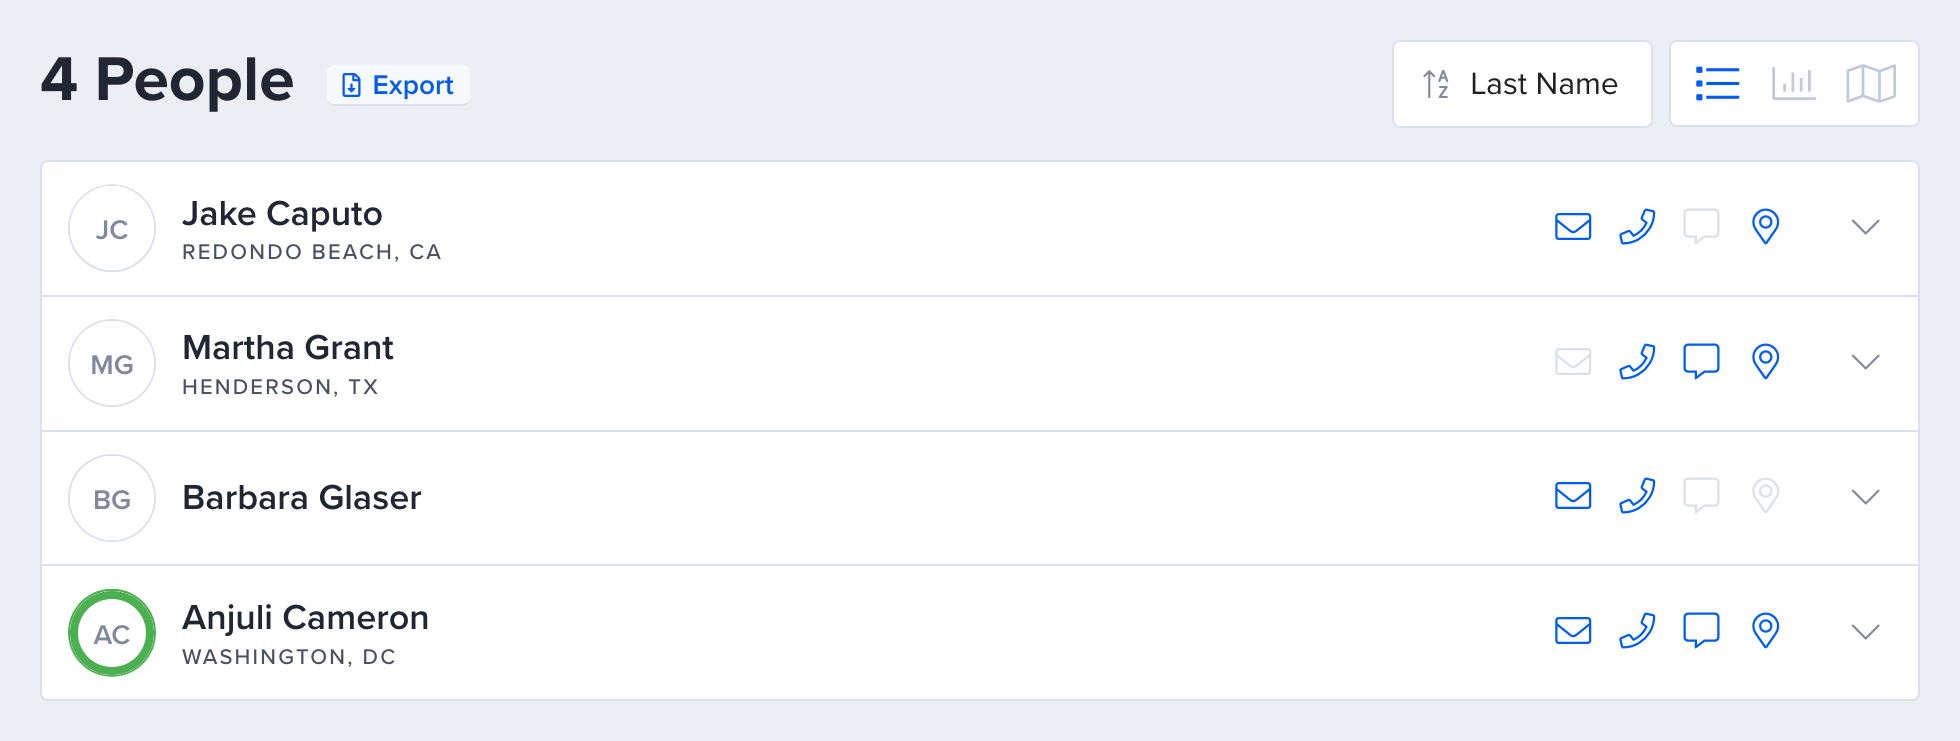 4 People
Export
A
Z
Last Name
JC
Jake Caputo
REDONDO BEACH, CA
MG
Martha Grant
HENDERSON, TX
BG
Barbara Glaser
AC
Anjuli Cameron
WASHINGTON, DC